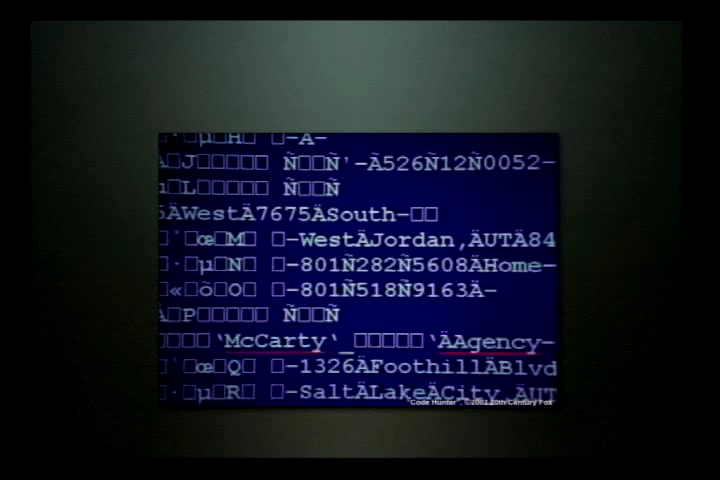 ·□µ□H□ □-Ä-
Ä□J□□□□□ Ñ□□Ñ'-Ã526Ñ12Ñ0052-
□L□□□□□ Ñ□□Ñ
ÄWestÄ7675ÄSouth-□□
□˙□œ□M□ □-WestÄJordan,ÄUTÄ84
□·□µ□N□ □-801Ñ282Ñ5608ÄHome-
□«□õ□O□ □-801Ñ518Ñ9163Ä-
Ä□P□□□□□ Ñ□□Ñ
□□□□'McCarty'_□□□□□'ÄAgency-
□˙□œ□Q□ □-1326ÄFoothillÄBlvd
□·□µ□R□ □-SaltÄLakeÄCity,ÄUT
"Code Hunter", ©2002 20th Century Fox